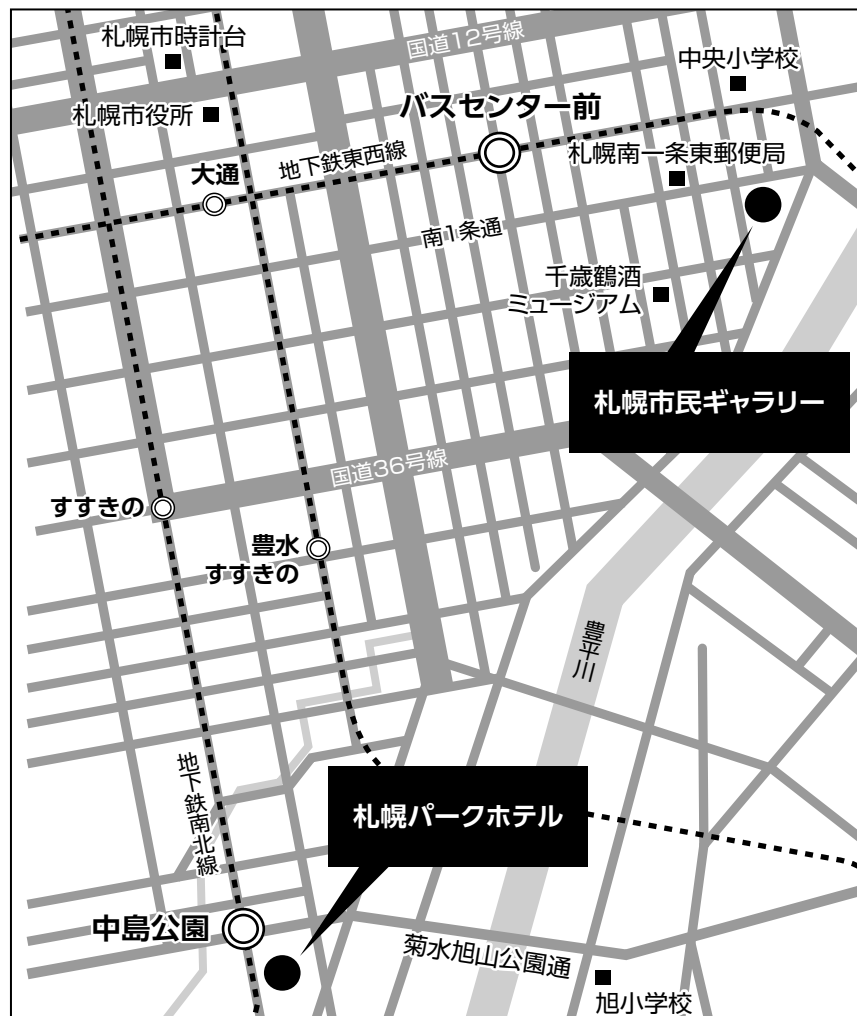 札幌市時計台
国道12号線
中央小学校
札幌市役所
バスセンター前
地下鉄東西線
札幌南一条東郵便局
大通
南1条通
千歳鶴酒
ミュージアム
札幌市民ギャラリー
国道36号線
すすきの
豊水
すすきの
豊平川
地下鉄南北線
札幌パークホテル
中島公園
菊水旭山公園通
旭小学校